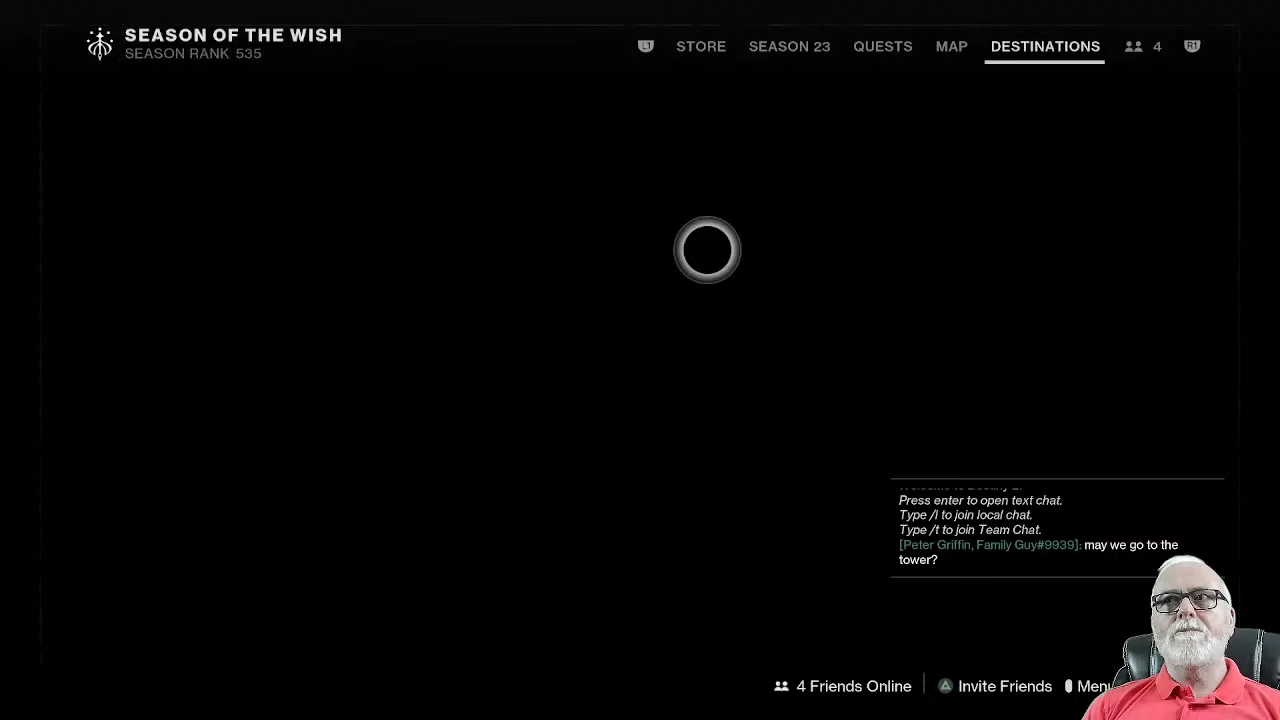 SEASON OF THE WISH
SEASON RANK 535
L1 STORE SEASON 23 QUESTS MAP DESTINATIONS 4 R1
Press enter to open text chat.
Type /l to join local chat.
Type /t to join Team Chat.
[Peter Griffin, Family Guy#9939]: may we go to the
tower?
4 Friends Online Invite Friends